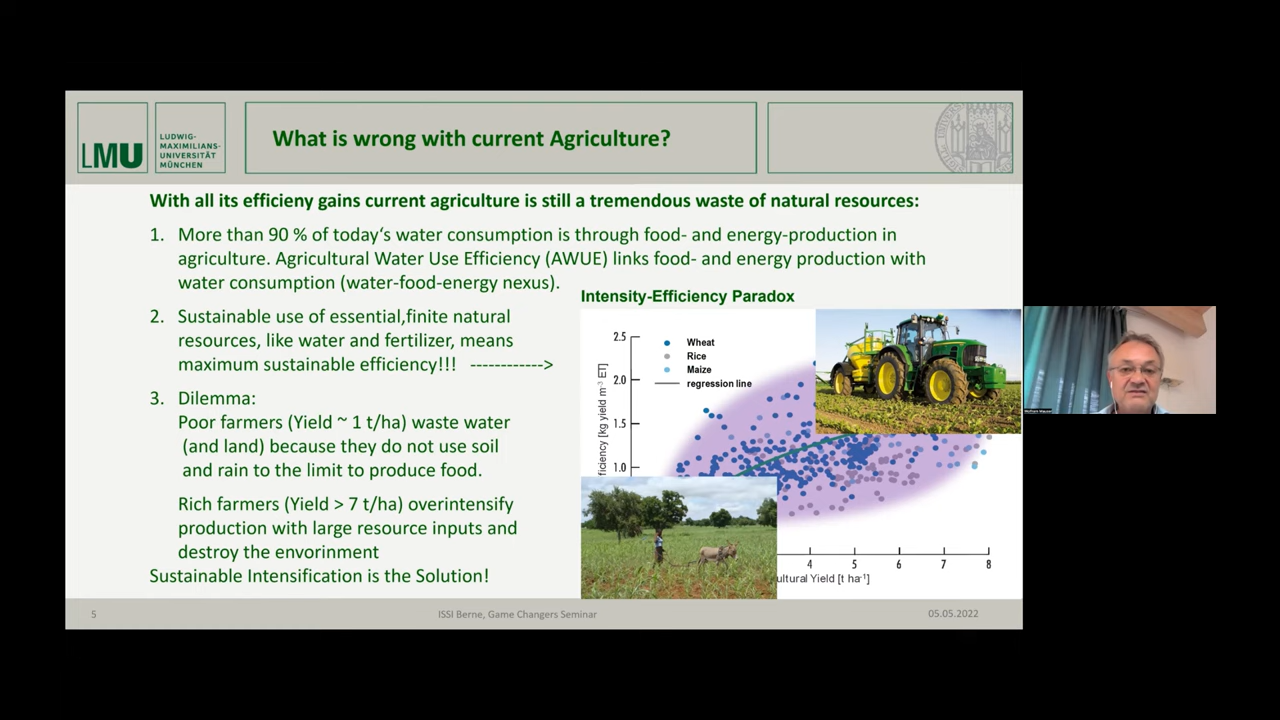 LMU
LUDWIG-
MAXIMILIANS-
UNIVERSITÄT
MÜNCHEN
What is wrong with current Agriculture?
With all its efficieny gains current agriculture is still a tremendous waste of natural resources:
1. More than 90 % of today‘s water consumption is through food- and energy-production in
agriculture. Agricultural Water Use Efficiency (AWUE) links food- and energy production with
water consumption (water-food-energy nexus).
2. Sustainable use of essential,finite natural
resources, like water and fertilizer, means
maximum sustainable efficiency!!! ------------>
3. Dilemma:
Poor farmers (Yield ~ 1 t/ha) waste water
(and land) because they do not use soil
and rain to the limit to produce food.
Rich farmers (Yield > 7 t/ha) overintensify
production with large resource inputs and
destroy the envorinment
Sustainable Intensification is the Solution!
Intensity-Efficiency Paradox
2.5
2.0
1.5
1.0
Wheat
Rice
Maize
regression line
ficiency [kg yield m⁻³ ET]
4 5 6 7 8
ultural Yield [t ha⁻¹]
5
ISSI Berne, Game Changers Seminar
05.05.2022